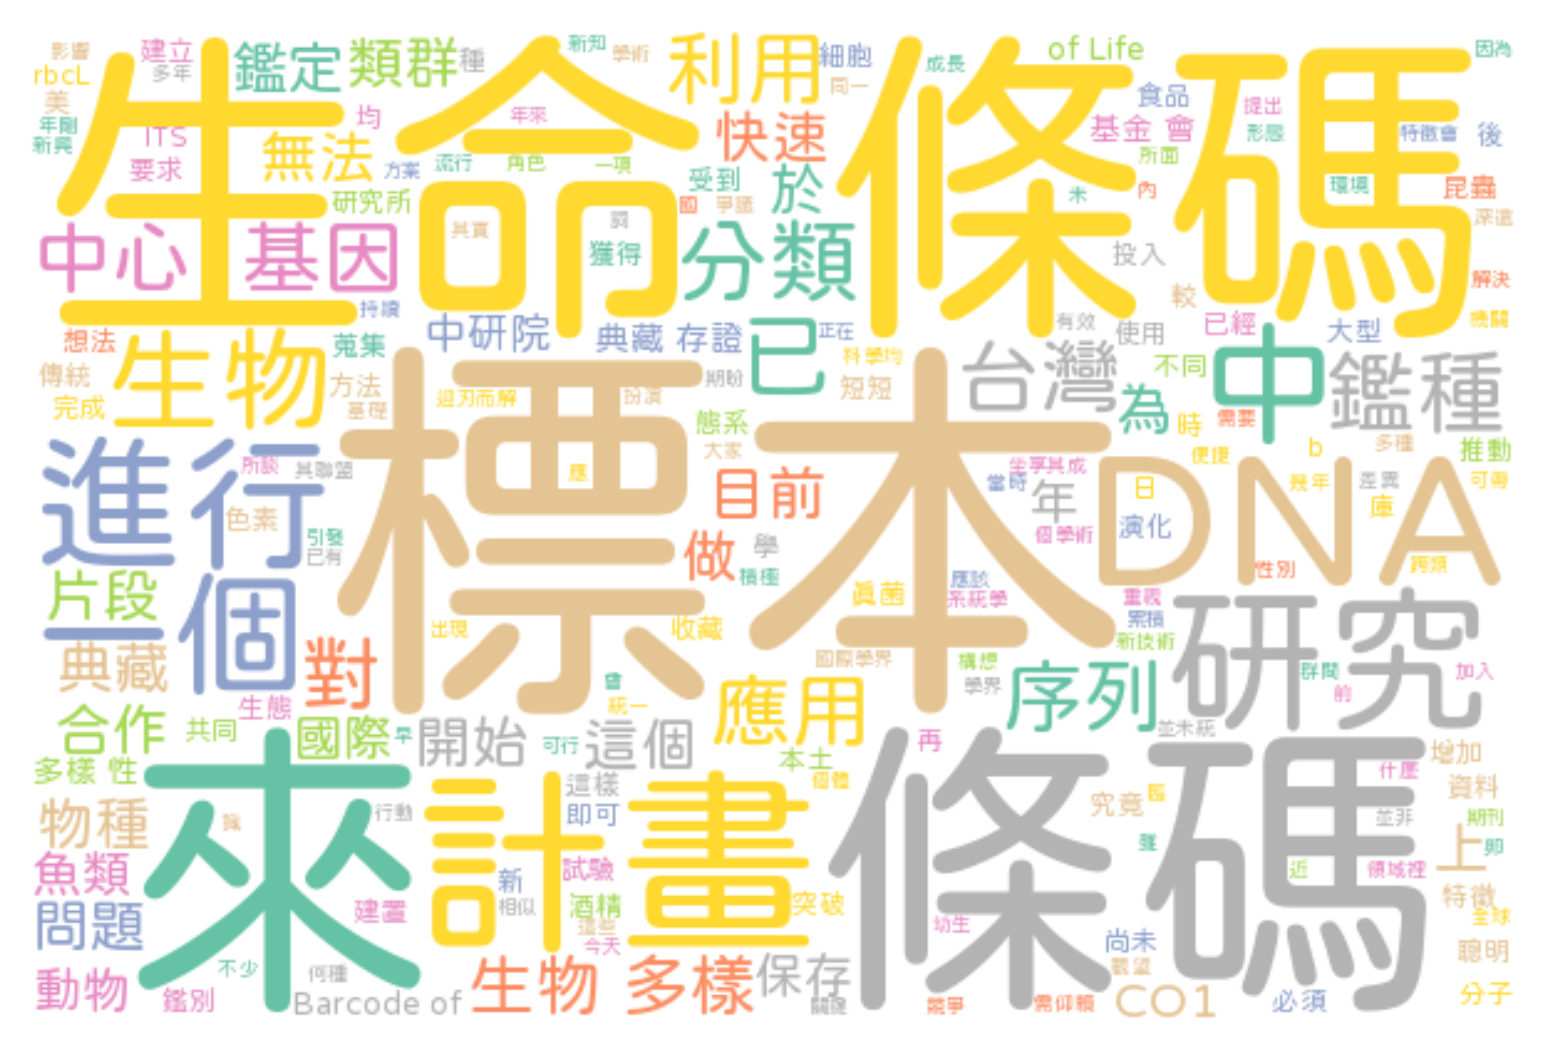 影響 建立 鑑定 類群 種 新知 學術 利用 細胞 成長 of Life 因為
rbcL 多年 同一 食品 提出
美 年剛 ITS 均 年來 快速 基金 會 形態 特徵會 後
新興 要求 無法 方案 流行 角色 一項 受到 於 所面 昆蟲
生命條碼
研究所 國 爭議 未 內 環境 深遠
中心 基因 其實 詞 獲得 分類 投入 解決
持續 較 已經 機關
想法 生物 蒐集 中研院 典藏 存證 已 正在 有效 使用 大型
傳統 方法 期盼 科學均 台灣 不同 中 鑑種
完成 基礎 迎刃而解 扮演 短短 為 時 需要
標本
進行 所談 其聯盟 態系 大家 坐享其成 便捷 b 多種 推動
應 目前 當時 年 日 幾年 差異 可需
色素 引發 已有 做 學 個學術 演化 庫
DNA
片段 積極 應該 性別 跨類
一個 真菌 系統學 重視 累積
典藏 對 出現 收藏 國際學界 構想 新技術 研究
生態 曾 統一 應用 學界 序列 群間 前 加入
合作 共同 國際 早 開始 可行 這個 本土 再 並未統
多樣 性 來 計畫 這樣 個體 條碼 什麼 增加
物種 行動 即可 究竟 資料
並非 期刊 上 卵
魚類 新 試驗 近 領域裡
問題 建置 相似 酒精 突破 幼生 尚未 特徵 全球
這些 今天
不少 何種 觀望 聰明
動物 鑑別 Barcode of 生物 多樣 保存 關鍵 競爭 需仰賴 CO1 必須 分子